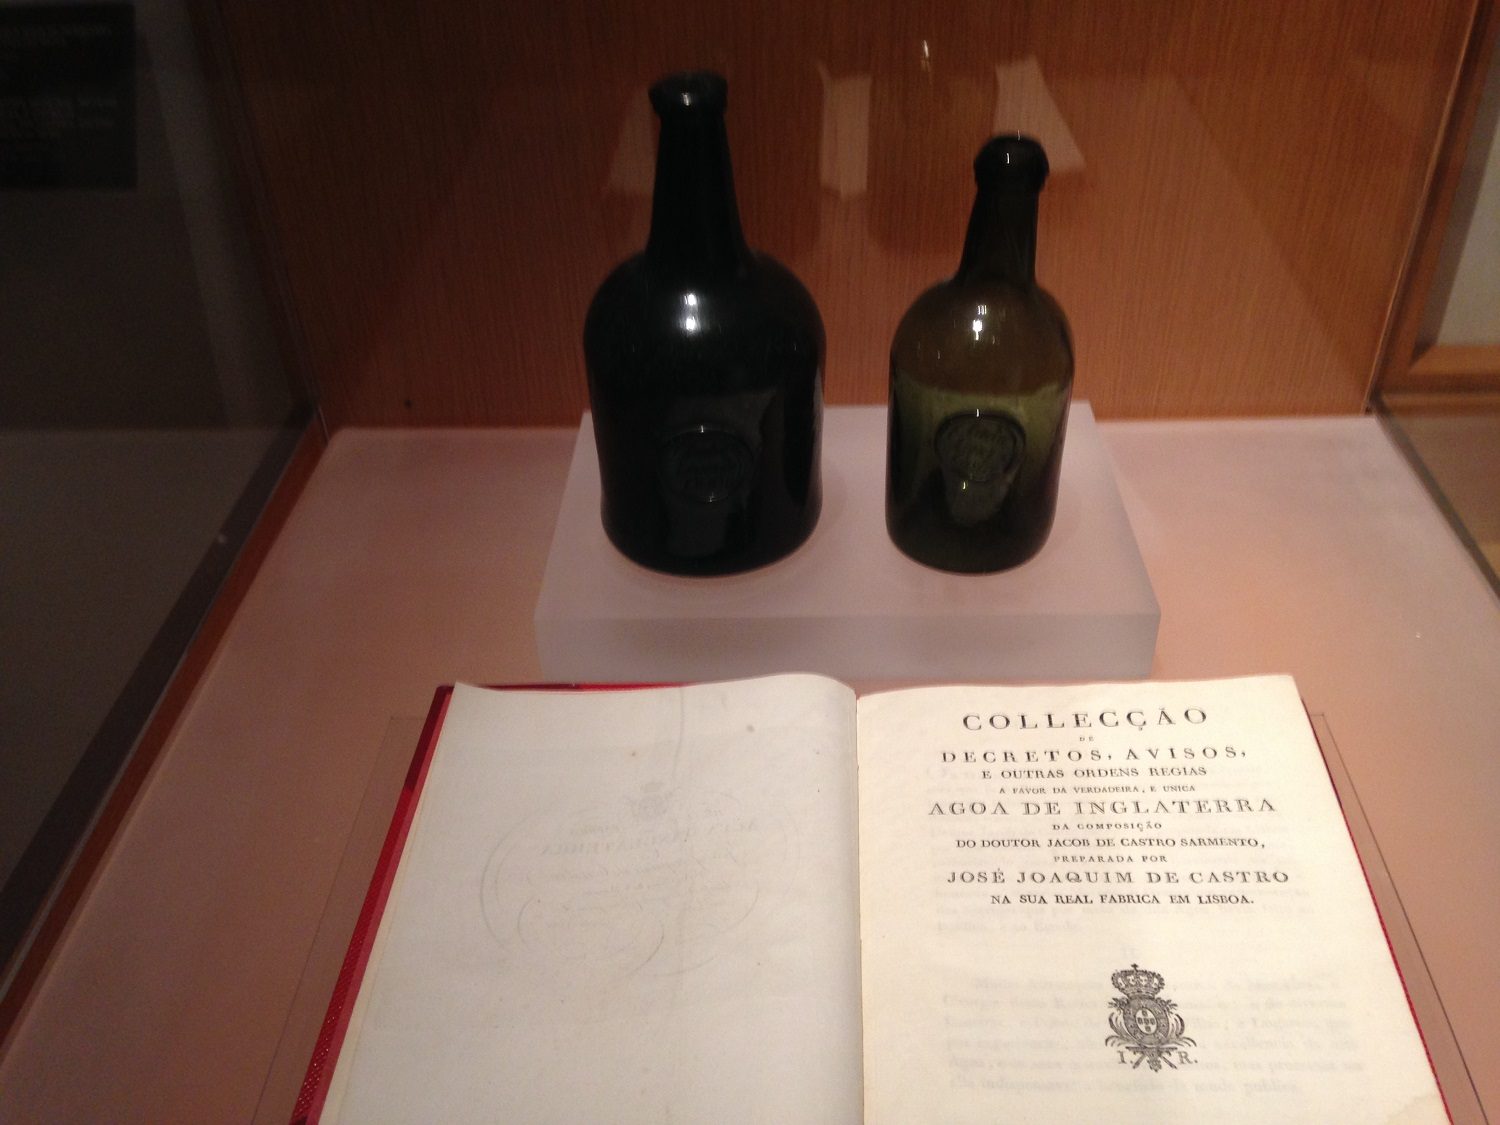 COLLECÇÃO
DE
DECRETOS, AVISOS,
E OUTRAS ORDENS REGIAS
A FAVOR DA VERDADEIRA, E UNICA
AGOA DE INGLATERRA
DA COMPOSIÇÃO
DO DOUTOR JACOB DE CASTRO SARMENTO,
PREPARADA POR
JOSÉ JOAQUIM DE CASTRO
NA SUA REAL FABRICA EM LISBOA.
I. R.